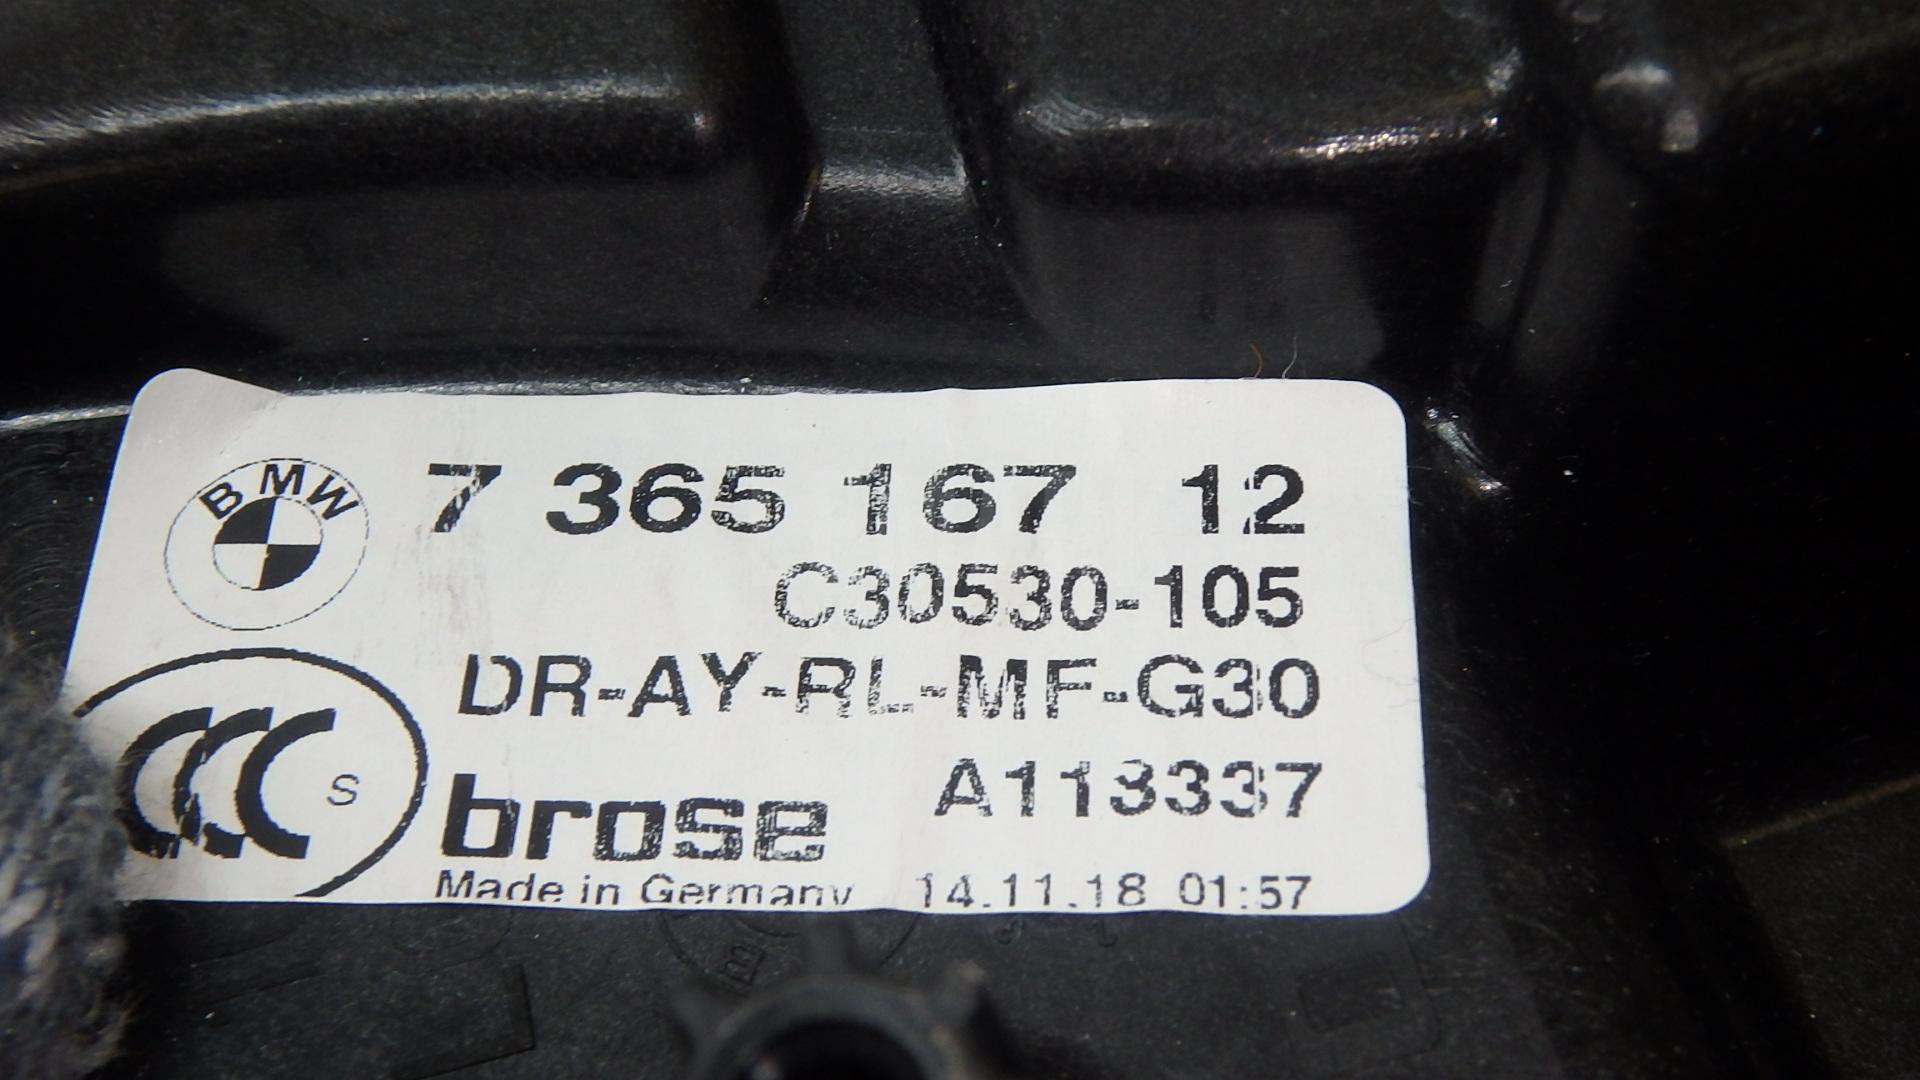 BMW
7 365 167 12
C30530-105
DR-AY-RL-MF-G30
CCC S
A113337
brose
Made in Germany 14.11.18 01:57